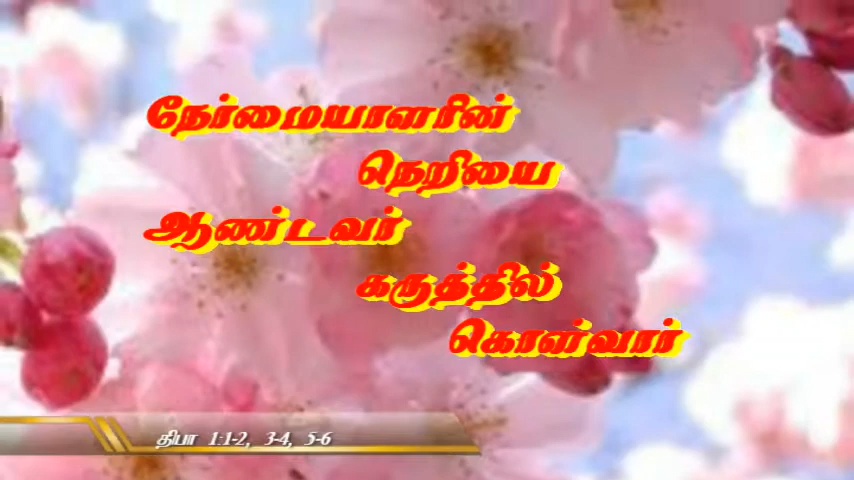 நேர்மையாளரின்
நெறியை
ஆண்டவர்
கருத்தில்
கொள்வார்
திபா 1:1-2, 3-4, 5-6